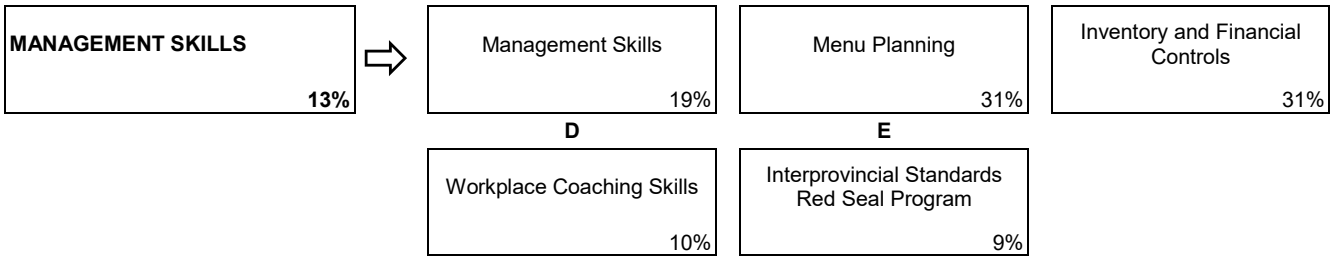 MANAGEMENT SKILLS
13%
Management Skills
19%
Menu Planning
31%
Inventory and Financial
Controls
31%
D
E
Workplace Coaching Skills
10%
Interprovincial Standards
Red Seal Program
9%